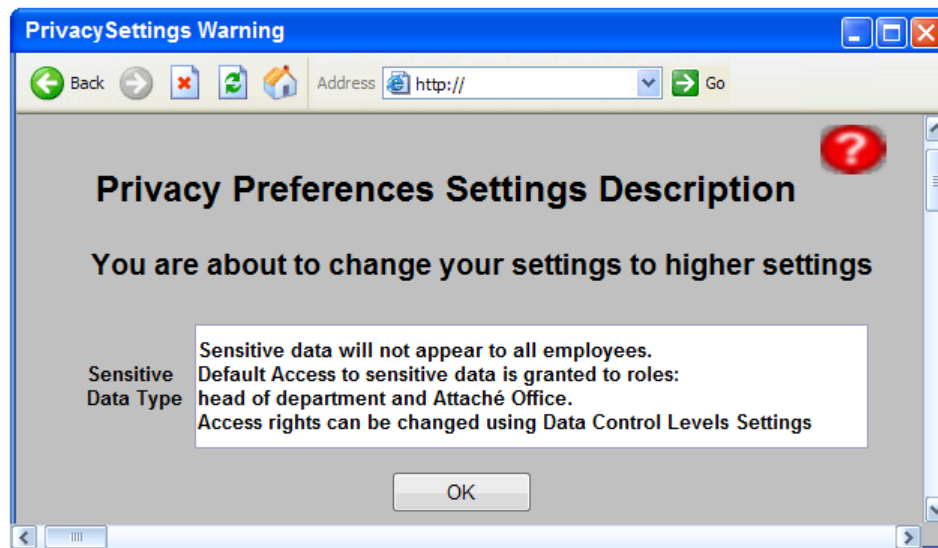 PrivacySettings Warning
Back Address http:// Go
?
Privacy Preferences Settings Description
You are about to change your settings to higher settings
Sensitive data will not appear to all employees.
Sensitive Default Access to sensitive data is granted to roles:
Data Type head of department and Attaché Office.
Access rights can be changed using Data Control Levels Settings
OK